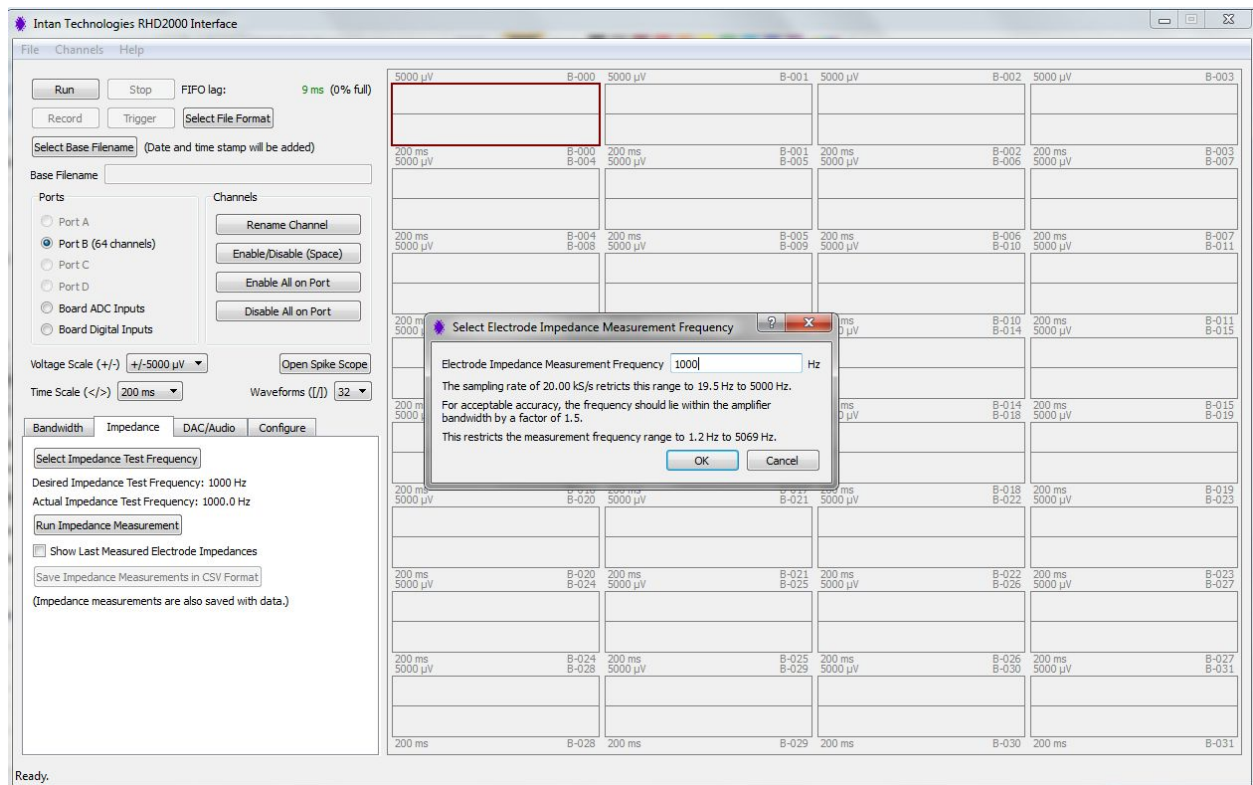 Intan Technologies RHD2000 Interface
File Channels Help
Run Stop FIFO lag: 9 ms (0% full)
Record Trigger Select File Format
Select Base Filename (Date and time stamp will be added)
Base Filename
Ports Channels
Port A
Rename Channel
Port B (64 channels)
Enable/Disable (Space)
Port C
Port D
Enable All on Port
Board ADC Inputs
Disable All on Port
Board Digital Inputs
Voltage Scale (+/-) +/-5000 µV Open Spike Scope
Time Scale (</>) 200 ms Waveforms ([/]) 32
Bandwidth Impedance DAC/Audio Configure
Select Impedance Test Frequency
Desired Impedance Test Frequency: 1000 Hz
Actual Impedance Test Frequency: 1000.0 Hz
Run Impedance Measurement
Show Last Measured Electrode Impedances
Save Impedance Measurements in CSV Format
(Impedance measurements are also saved with data.)
Ready.
5000 µV B-000 5000 µV B-001 5000 µV B-002 5000 µV B-003
200 ms B-000 200 ms B-001 200 ms B-002 200 ms B-003
5000 µV B-004 5000 µV B-005 5000 µV B-006 5000 µV B-007
200 ms B-004 200 ms B-005 200 ms B-006 200 ms B-007
5000 µV B-008 5000 µV B-009 5000 µV B-010 5000 µV B-011
200 m ms B-010 200 ms B-011
5000 µV B-014 5000 µV B-015
Select Electrode Impedance Measurement Frequency
Electrode Impedance Measurement Frequency 1000 Hz
The sampling rate of 20.00 kS/s retricts this range to 19.5 Hz to 5000 Hz.
For acceptable accuracy, the frequency should lie within the amplifier
bandwidth by a factor of 1.5.
This restricts the measurement frequency range to 1.2 Hz to 5069 Hz.
OK Cancel
200 m ms B-014 200 ms B-015
5000 µV B-018 5000 µV B-019
200 ms B-018 200 ms B-019
5000 µV B-020 5000 µV B-021 5000 µV B-022 5000 µV B-023
200 ms B-020 200 ms B-021 200 ms B-022 200 ms B-023
5000 µV B-024 5000 µV B-025 5000 µV B-026 5000 µV B-027
200 ms B-024 200 ms B-025 200 ms B-026 200 ms B-027
5000 µV B-028 5000 µV B-029 5000 µV B-030 5000 µV B-031
200 ms B-028 200 ms B-029 200 ms B-030 200 ms B-031